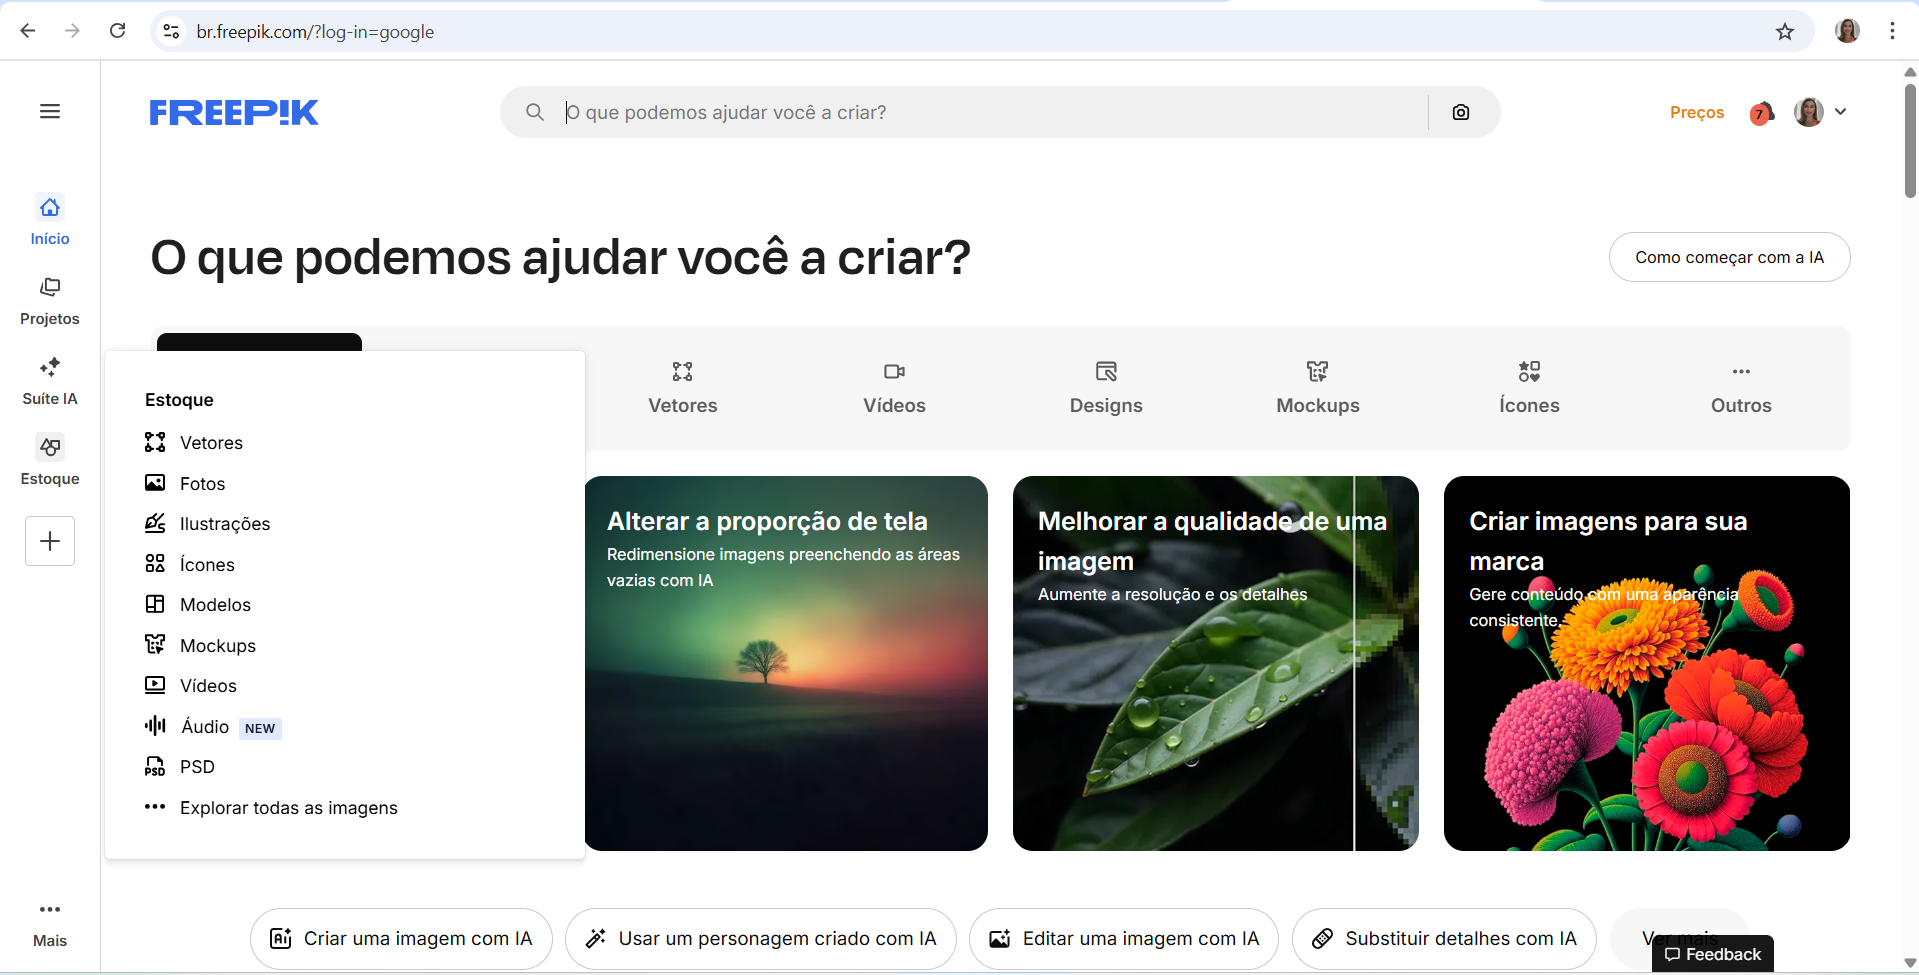 br.freepik.com/?log-in=google
FREEP!K
O que podemos ajudar você a criar?
Preços
7
Início
Projetos
Suíte IA
Estoque
Mais
O que podemos ajudar você a criar?
Como começar com a IA
Vetores
Vídeos
Designs
Mockups
Ícones
Outros
Estoque
Vetores
Fotos
Ilustrações
Ícones
Modelos
Mockups
Vídeos
Áudio NEW
PSD
Explorar todas as imagens
Alterar a proporção de tela
Redimensione imagens preenchendo as áreas
vazias com IA
Melhorar a qualidade de uma
imagem
Aumente a resolução e os detalhes
Criar imagens para sua
marca
Gere conteúdo com uma aparência
consistente.
Criar uma imagem com IA
Usar um personagem criado com IA
Editar uma imagem com IA
Substituir detalhes com IA
Ver mais
Feedback